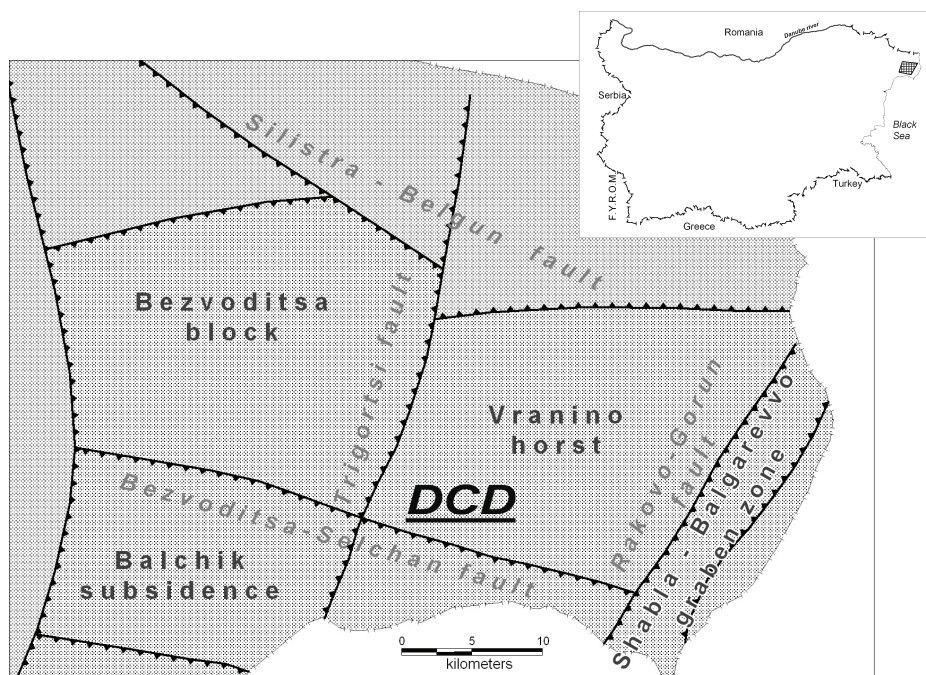 Romania
Danube river
Serbia
Black
Sea
F.Y.R.O.M.
Turkey
Greece
Silistra - Belgun fault
Bezvoditsa
block
Trigortsi fault
Vranino
horst
Rakovo-Gorun
fault
Shabla - Balgarevvo
graben zone
DCD
Bezvoditsa-Selchan fault
Balchik
subsidence
0 5 10
kilometers